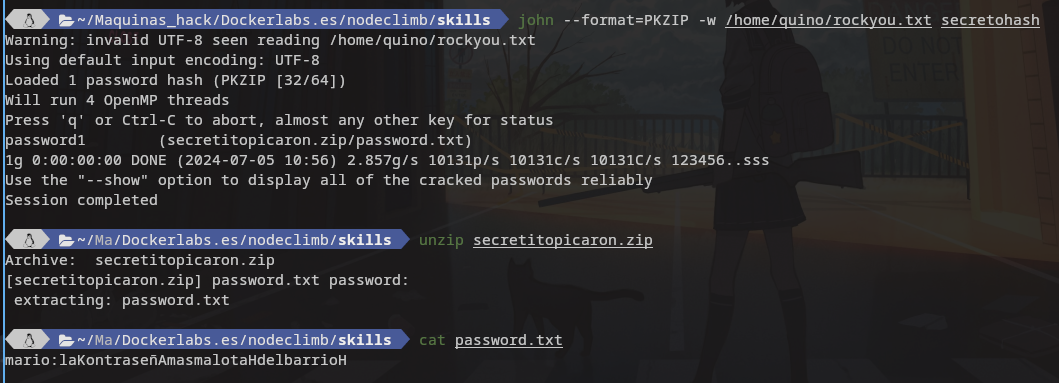 ~/Maquinas_hack/Dockerlabs.es/nodeclimb/skills john --format=PKZIP -w /home/quino/rockyou.txt secretohash
Warning: invalid UTF-8 seen reading /home/quino/rockyou.txt
Using default input encoding: UTF-8
Loaded 1 password hash (PKZIP [32/64])
Will run 4 OpenMP threads
Press 'q' or Ctrl-C to abort, almost any other key for status
password1        (secretitopicaron.zip/password.txt)
1g 0:00:00:00 DONE (2024-07-05 10:56) 2.857g/s 10131p/s 10131c/s 10131C/s 123456..sss
Use the "--show" option to display all of the cracked passwords reliably
Session completed
~/Ma/Dockerlabs.es/nodeclimb/skills unzip secretitopicaron.zip
Archive:  secretitopicaron.zip
[secretitopicaron.zip] password.txt password:
 extracting: password.txt
~/Ma/Dockerlabs.es/nodeclimb/skills cat password.txt
mario:laKontraseñAmasmalotaHdelbarrioH
DO NOT
ENTER